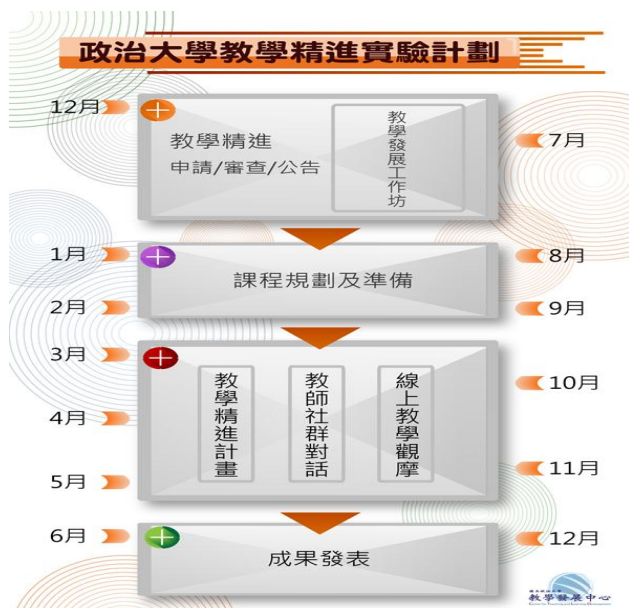 政治大學教學精進實驗計劃
12月
教學精進
申請/審查/公告
教學發展工作坊
7月
1月
8月
課程規劃及準備
2月
9月
3月
教學精進計畫
教師社群對話
線上教學觀摩
10月
4月
11月
5月
6月
成果發表
12月
教學發展中心